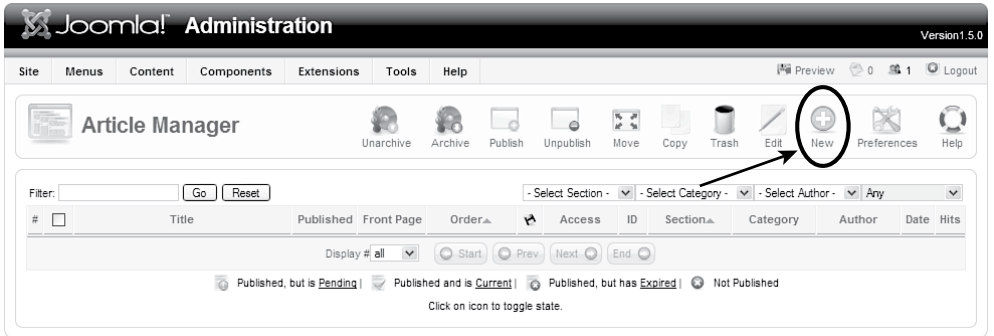 Joomla! Administration
Version1.5.0
Site Menus Content Components Extensions Tools Help Preview 0 1 Logout
Article Manager
Unarchive Archive Publish Unpublish Move Copy Trash Edit New Preferences Help
Filter: Go Reset - Select Section - - Select Category - - Select Author - Any
# Title Published Front Page Order Access ID Section Category Author Date Hits
Display # all Start Prev Next End
Published, but is Pending | Published and is Current | Published, but has Expired | Not Published
Click on icon to toggle state.